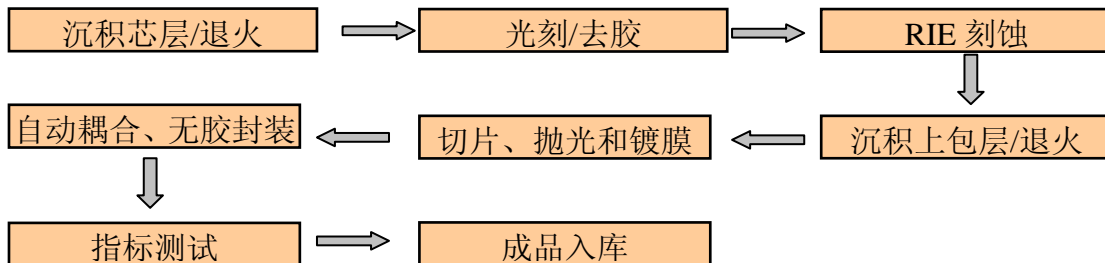 沉积芯层/退火
光刻/去胶
RIE 刻蚀
沉积上包层/退火
切片、抛光和镀膜
自动耦合、无胶封装
指标测试
成品入库